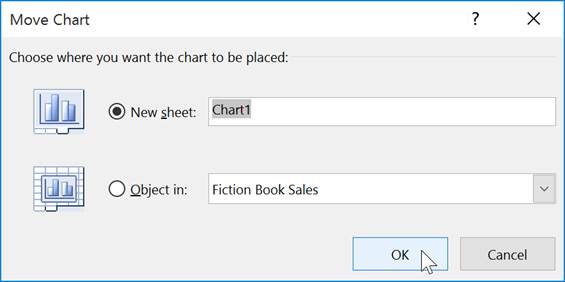 Move Chart ?
Choose where you want the chart to be placed:
New sheet: Chart1
Object in: Fiction Book Sales
OK Cancel